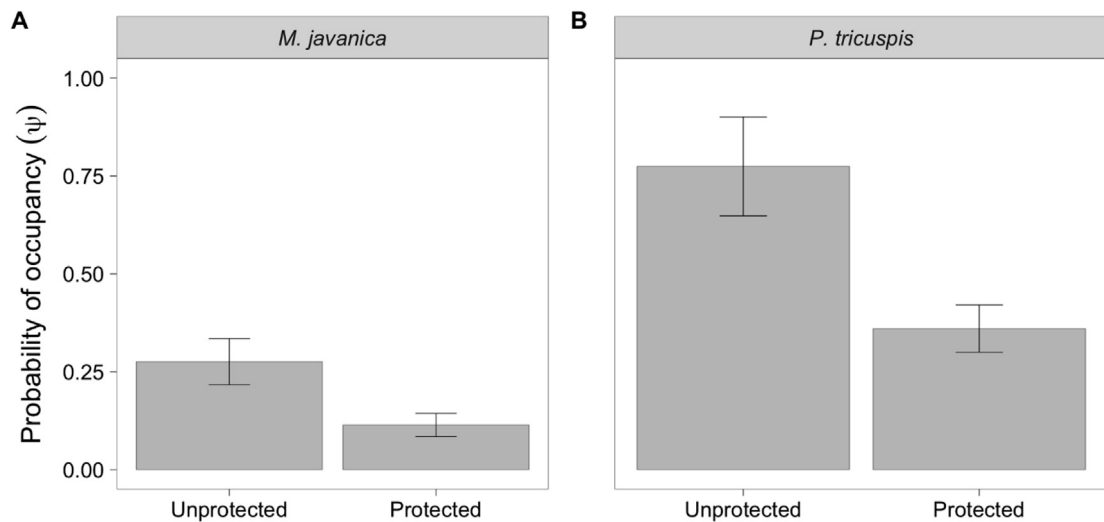 A
M. javanica
Probability of occupancy (ψ)
1.00
0.75
0.50
0.25
0.00
Unprotected
Protected
B
P. tricuspis
Unprotected
Protected